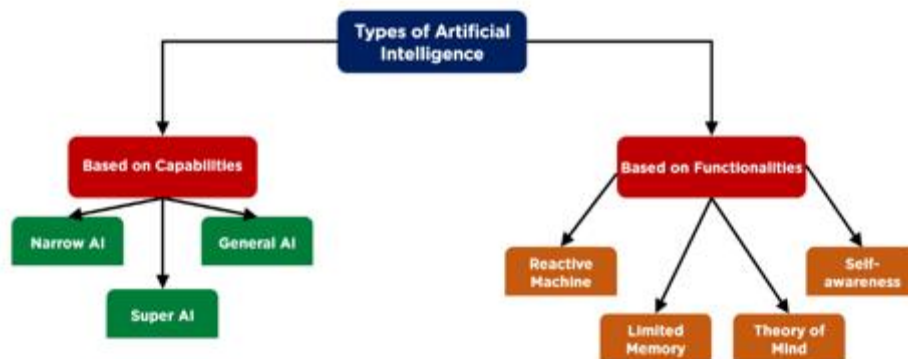 Types of Artificial
Intelligence
Based on Capabilities
Based on Functionalities
Narrow AI
General AI
Super AI
Reactive
Machine
Self-
awareness
Limited
Memory
Theory of
Mind